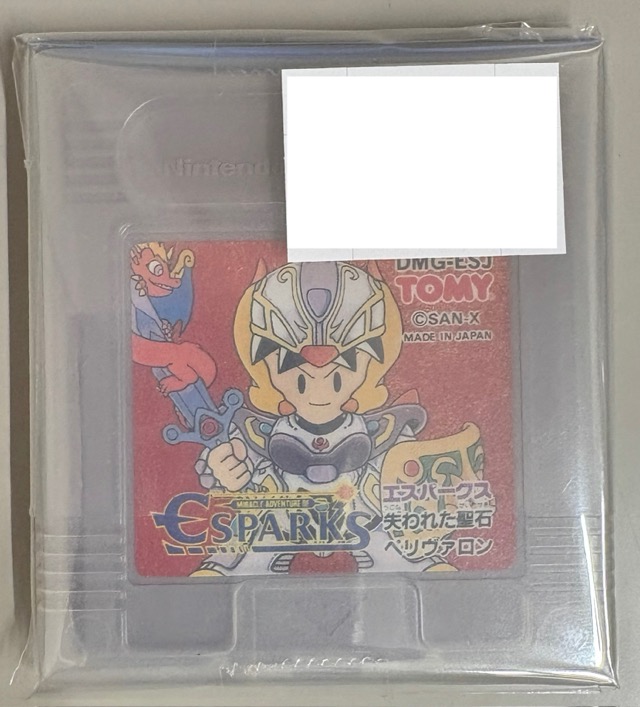 Nintendo
DMG-ESJ
TOMY
©SAN-X
MADE IN JAPAN
MIRACLE ADVENTURE OF
ESPARKS
エスパークス
失われた聖石
ペリヴァロン